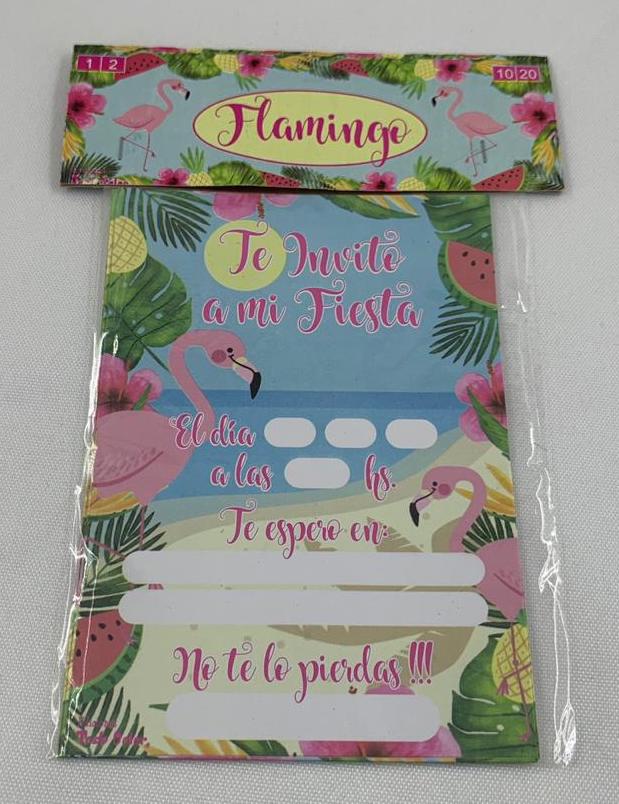 1 2
10 20
Flamingo
Te Invito
a mi Fiesta
El día
a las hs.
Te espero en:
No te lo pierdas !!!